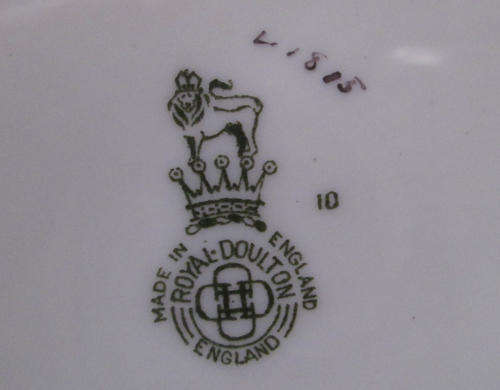 L.1815
10
MADE IN ENGLAND
ROYAL·DOULTON
ENGLAND